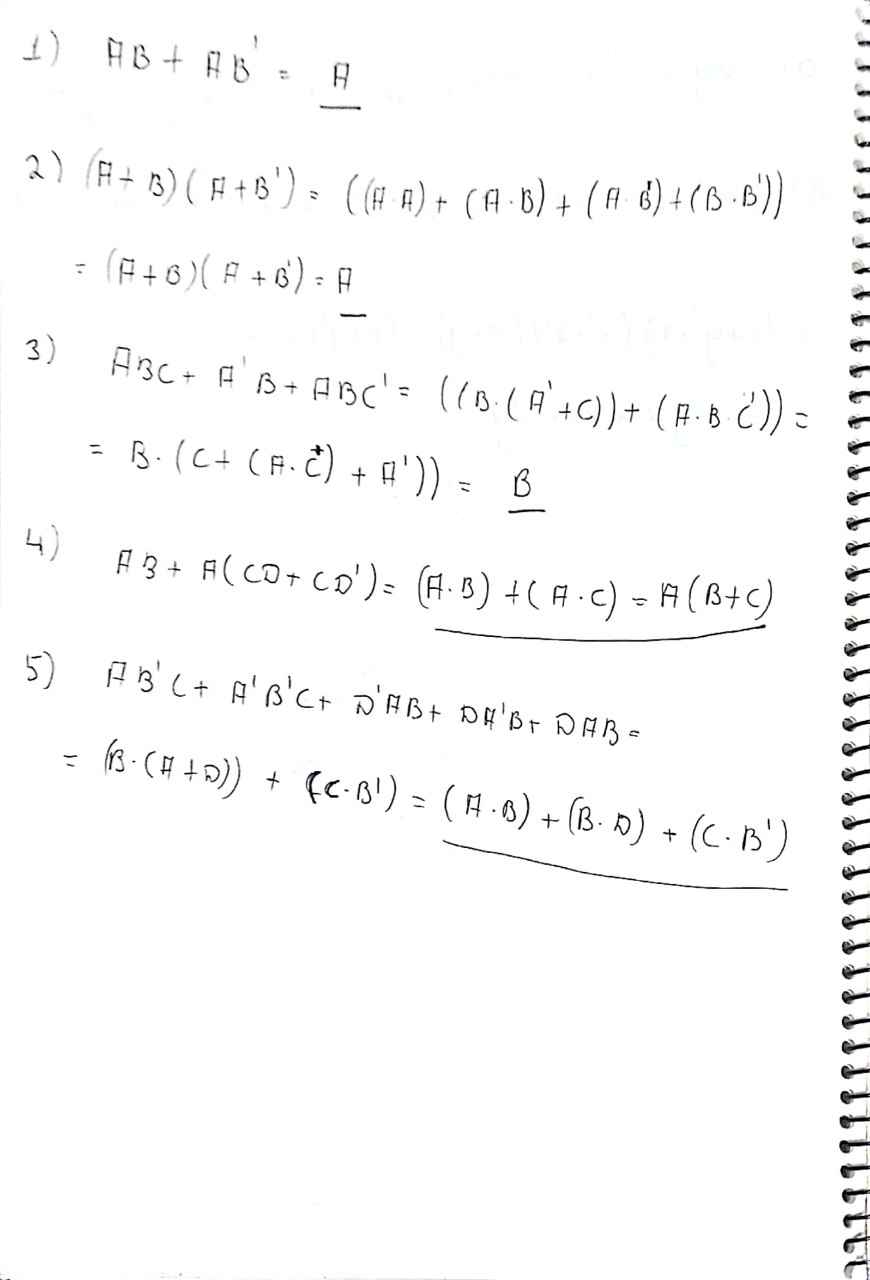 1) AB + AB' = A
2) (A + B)(A + B') = ((A·A) + (A·B) + (A·B') + (B·B'))
= (A + B)(A + B') = A
3) ABC + A'B + ABC' = ((B·(A' + C)) + (A·B·C')) =
= B·(C + (A·C') + A')) = B
4) AB + A(CD + CD') = (A·B) + (A·C) = A(B+C)
5) AB'C + A'B'C + D'AB + DA'B + DAB =
= (B·(A + D)) + (C·B') = (A·B) + (B·D) + (C·B')